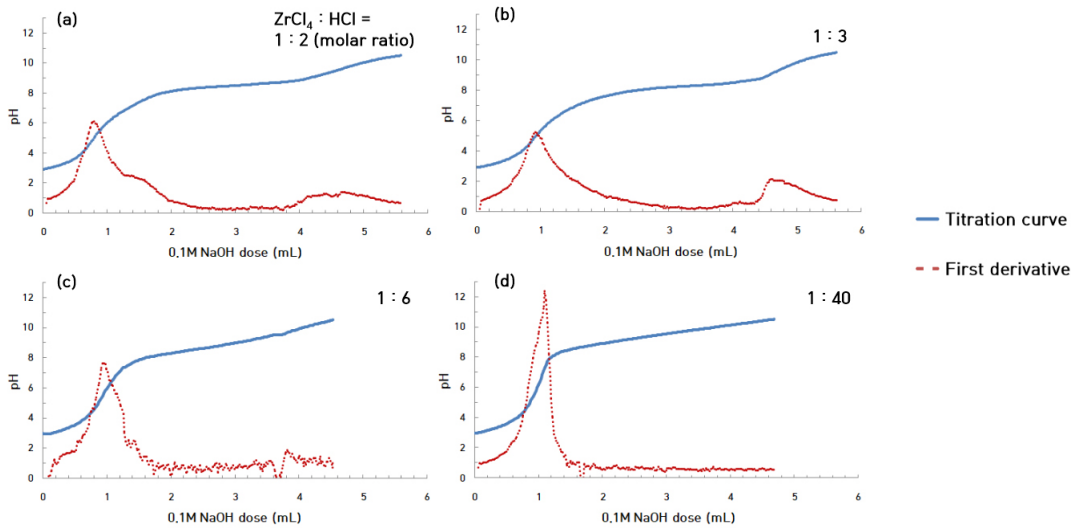 (a)
ZrCl₄ : HCl =
1 : 2 (molar ratio)
12
10
8
6
4
2
0
pH
0 1 2 3 4 5 6
0.1M NaOH dose (mL)
(b)
1 : 3
12
10
8
6
4
2
0
pH
0 1 2 3 4 5 6
0.1M NaOH dose (mL)
Titration curve
First derivative
(c)
1 : 6
12
10
8
6
4
2
0
pH
0 1 2 3 4 5 6
0.1M NaOH dose (mL)
(d)
1 : 40
12
10
8
6
4
2
0
pH
0 1 2 3 4 5 6
0.1M NaOH dose (mL)